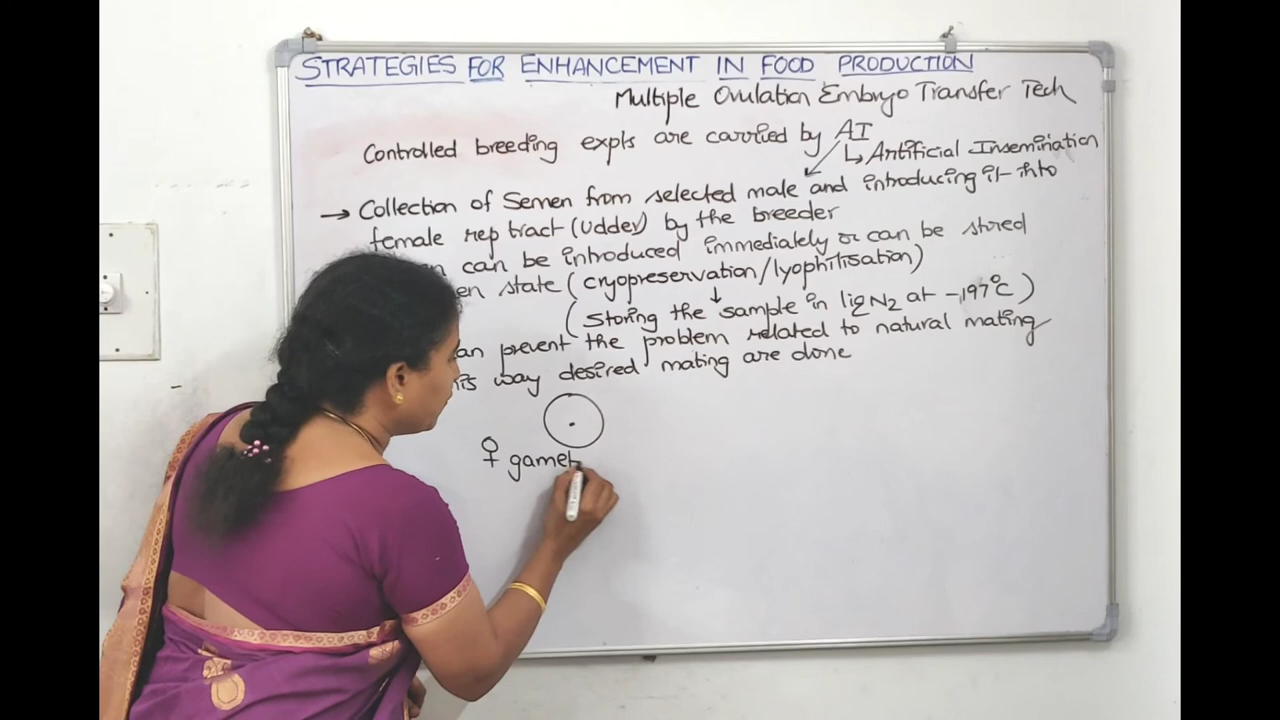 STRATEGIES FOR ENHANCEMENT IN FOOD PRODUCTION
Multiple Ovulation Embryo Transfer Tech
Controlled breeding expts are carried by AI
↳ Artificial Insemination
→ Collection of Semen from selected male and introducing it into
female rep tract (udder) by the breeder
can be introduced immediately or can be stored
state (cryopreservation/lyophilisation)
(Storing the sample in liq N2 at -197°C)
prevent the problem related to natural mating
way desired mating are done
♀ gamet